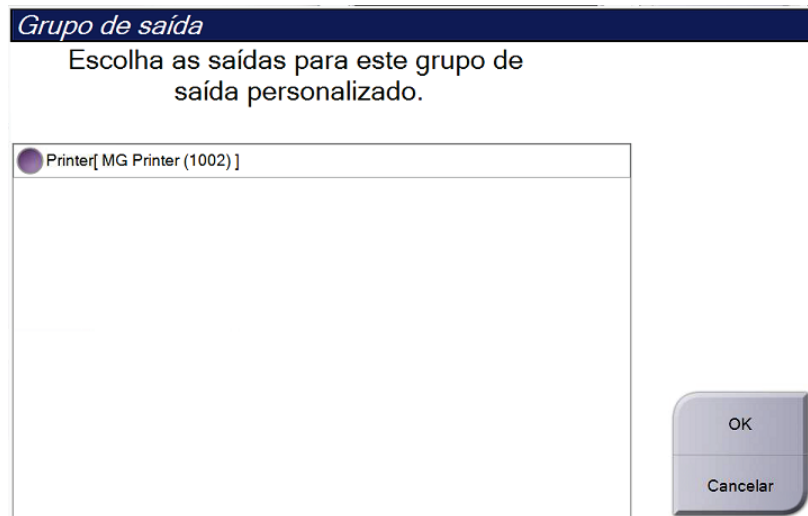 Grupo de saída
Escolha as saídas para este grupo de
saída personalizado.
Printer[ MG Printer (1002) ]
OK
Cancelar